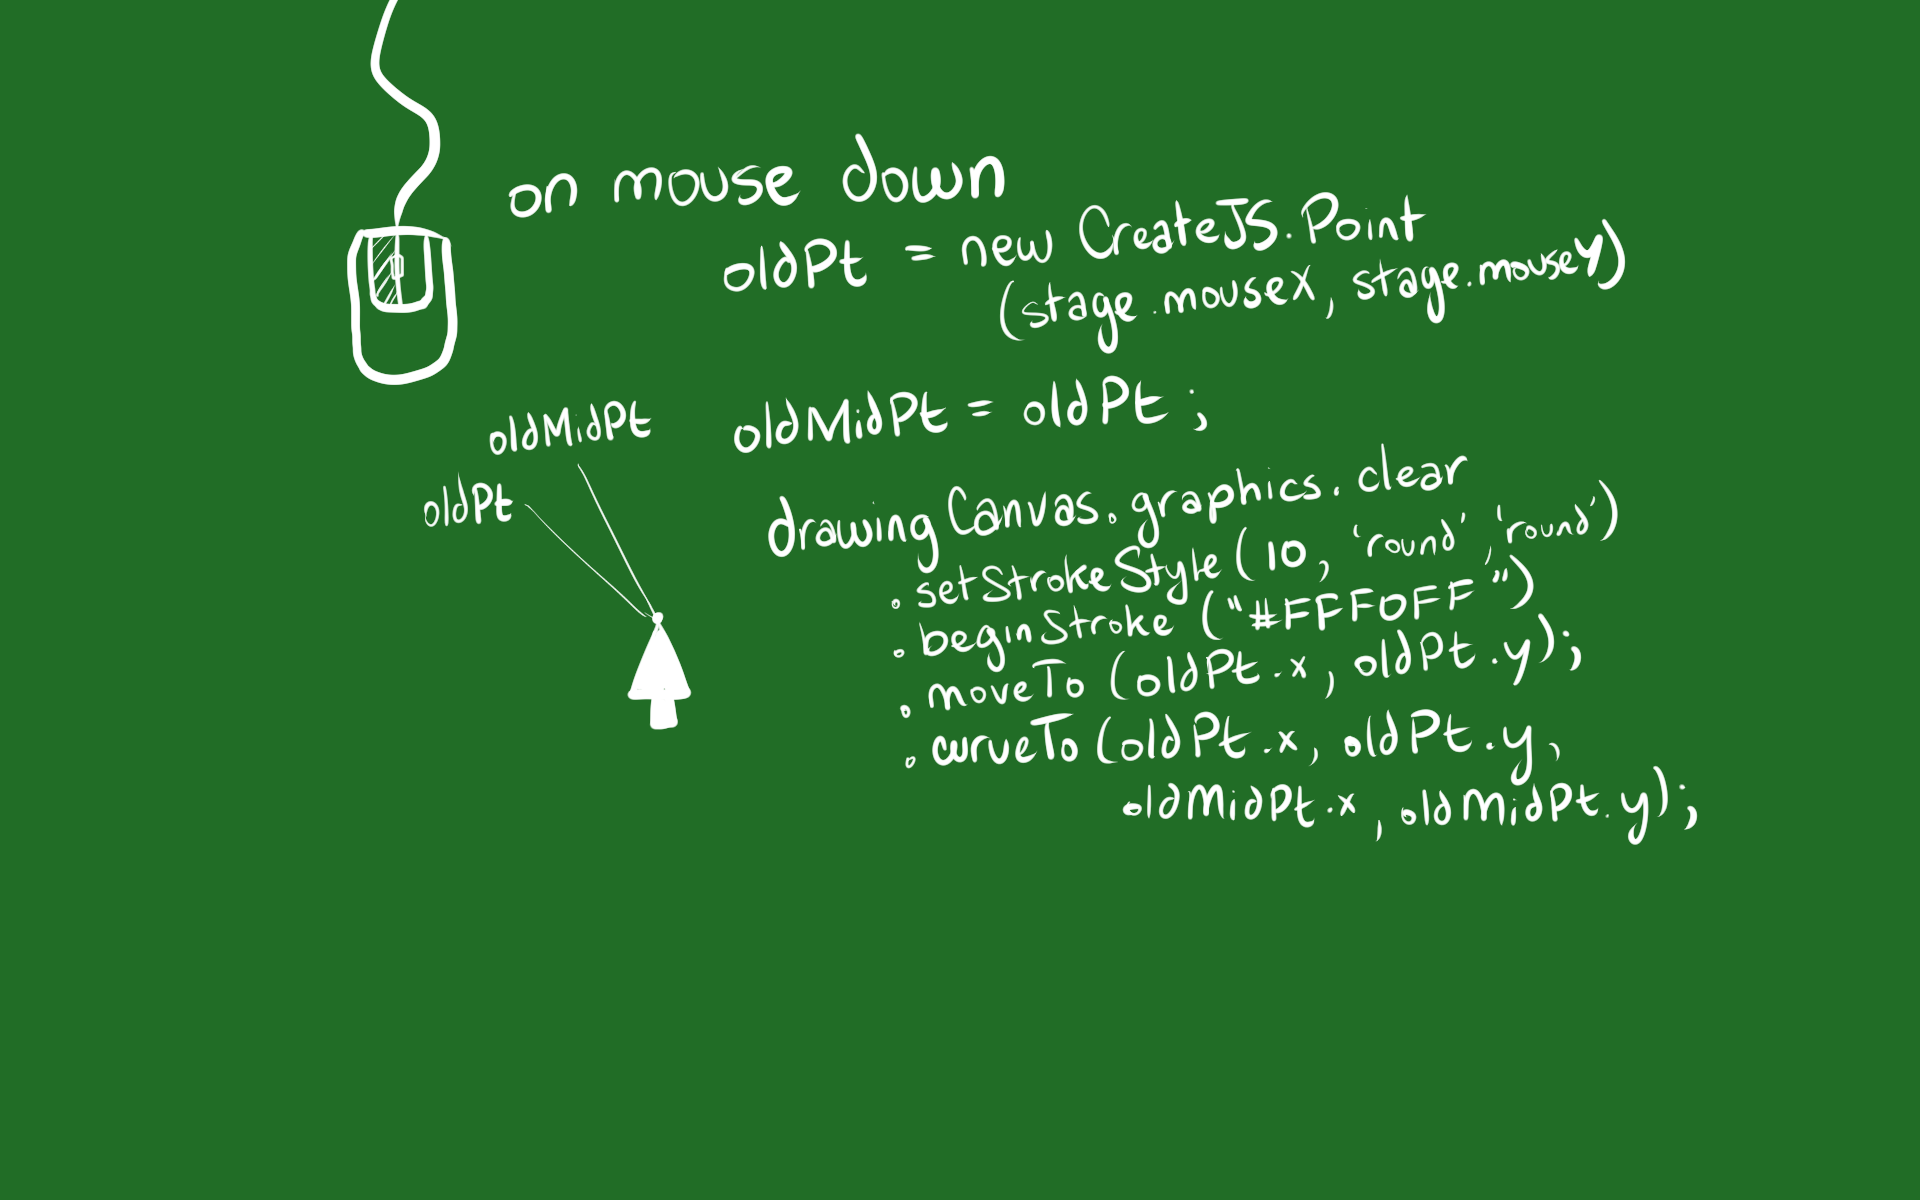 on mouse down
oldPt = new CreateJS.Point
(stage.mouseX, stage.mouseY)
oldMidPt = oldPt ;
oldMidPt
oldPt
drawingCanvas.graphics.clear
.setStrokeStyle(10, 'round', 'round')
.beginStroke ("#FFF0FF")
.moveTo (oldPt.x, oldPt.y);
.curveTo (oldPt.x, oldPt.y,
oldMidPt.x, oldMidPt.y);